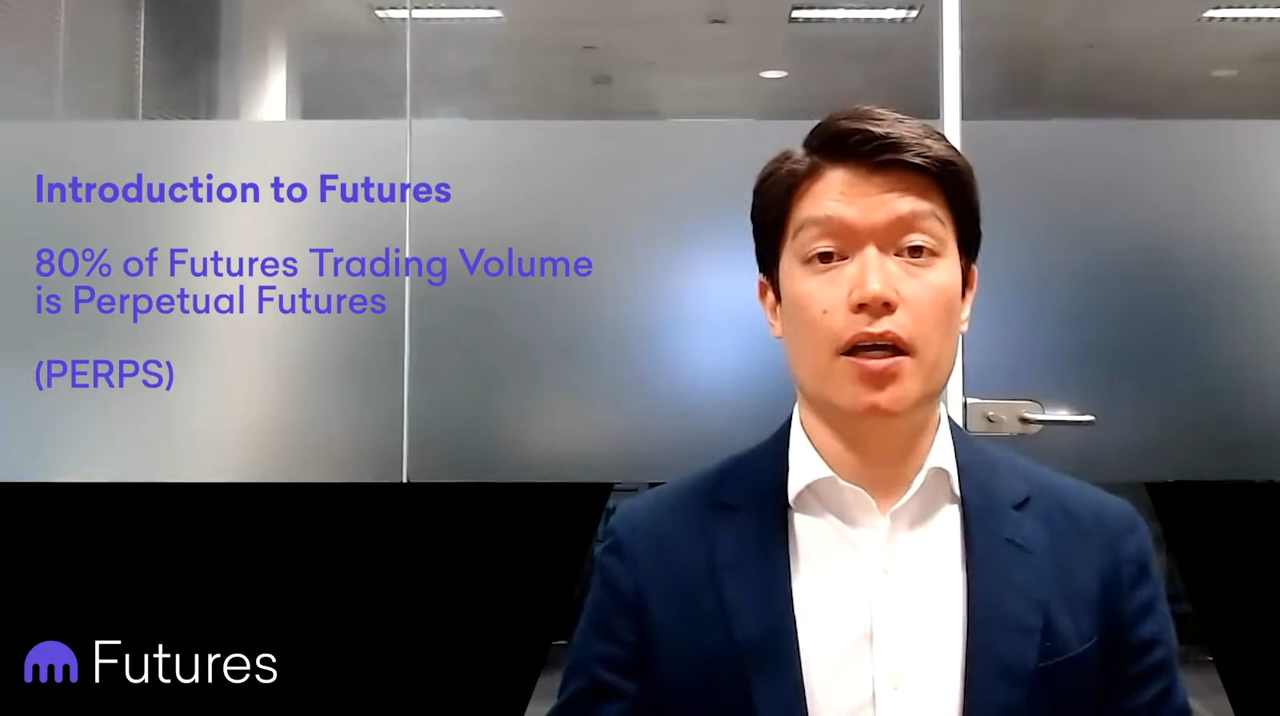 Introduction to Futures
80% of Futures Trading Volume
is Perpetual Futures
(PERPS)
Futures